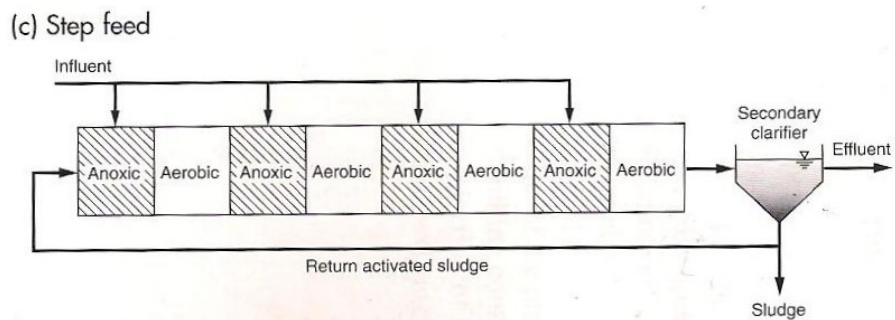 (c) Step feed
Influent
Secondary
clarifier
Effluent
Anoxic Aerobic Anoxic Aerobic Anoxic Aerobic Anoxic Aerobic
Return activated sludge
Sludge